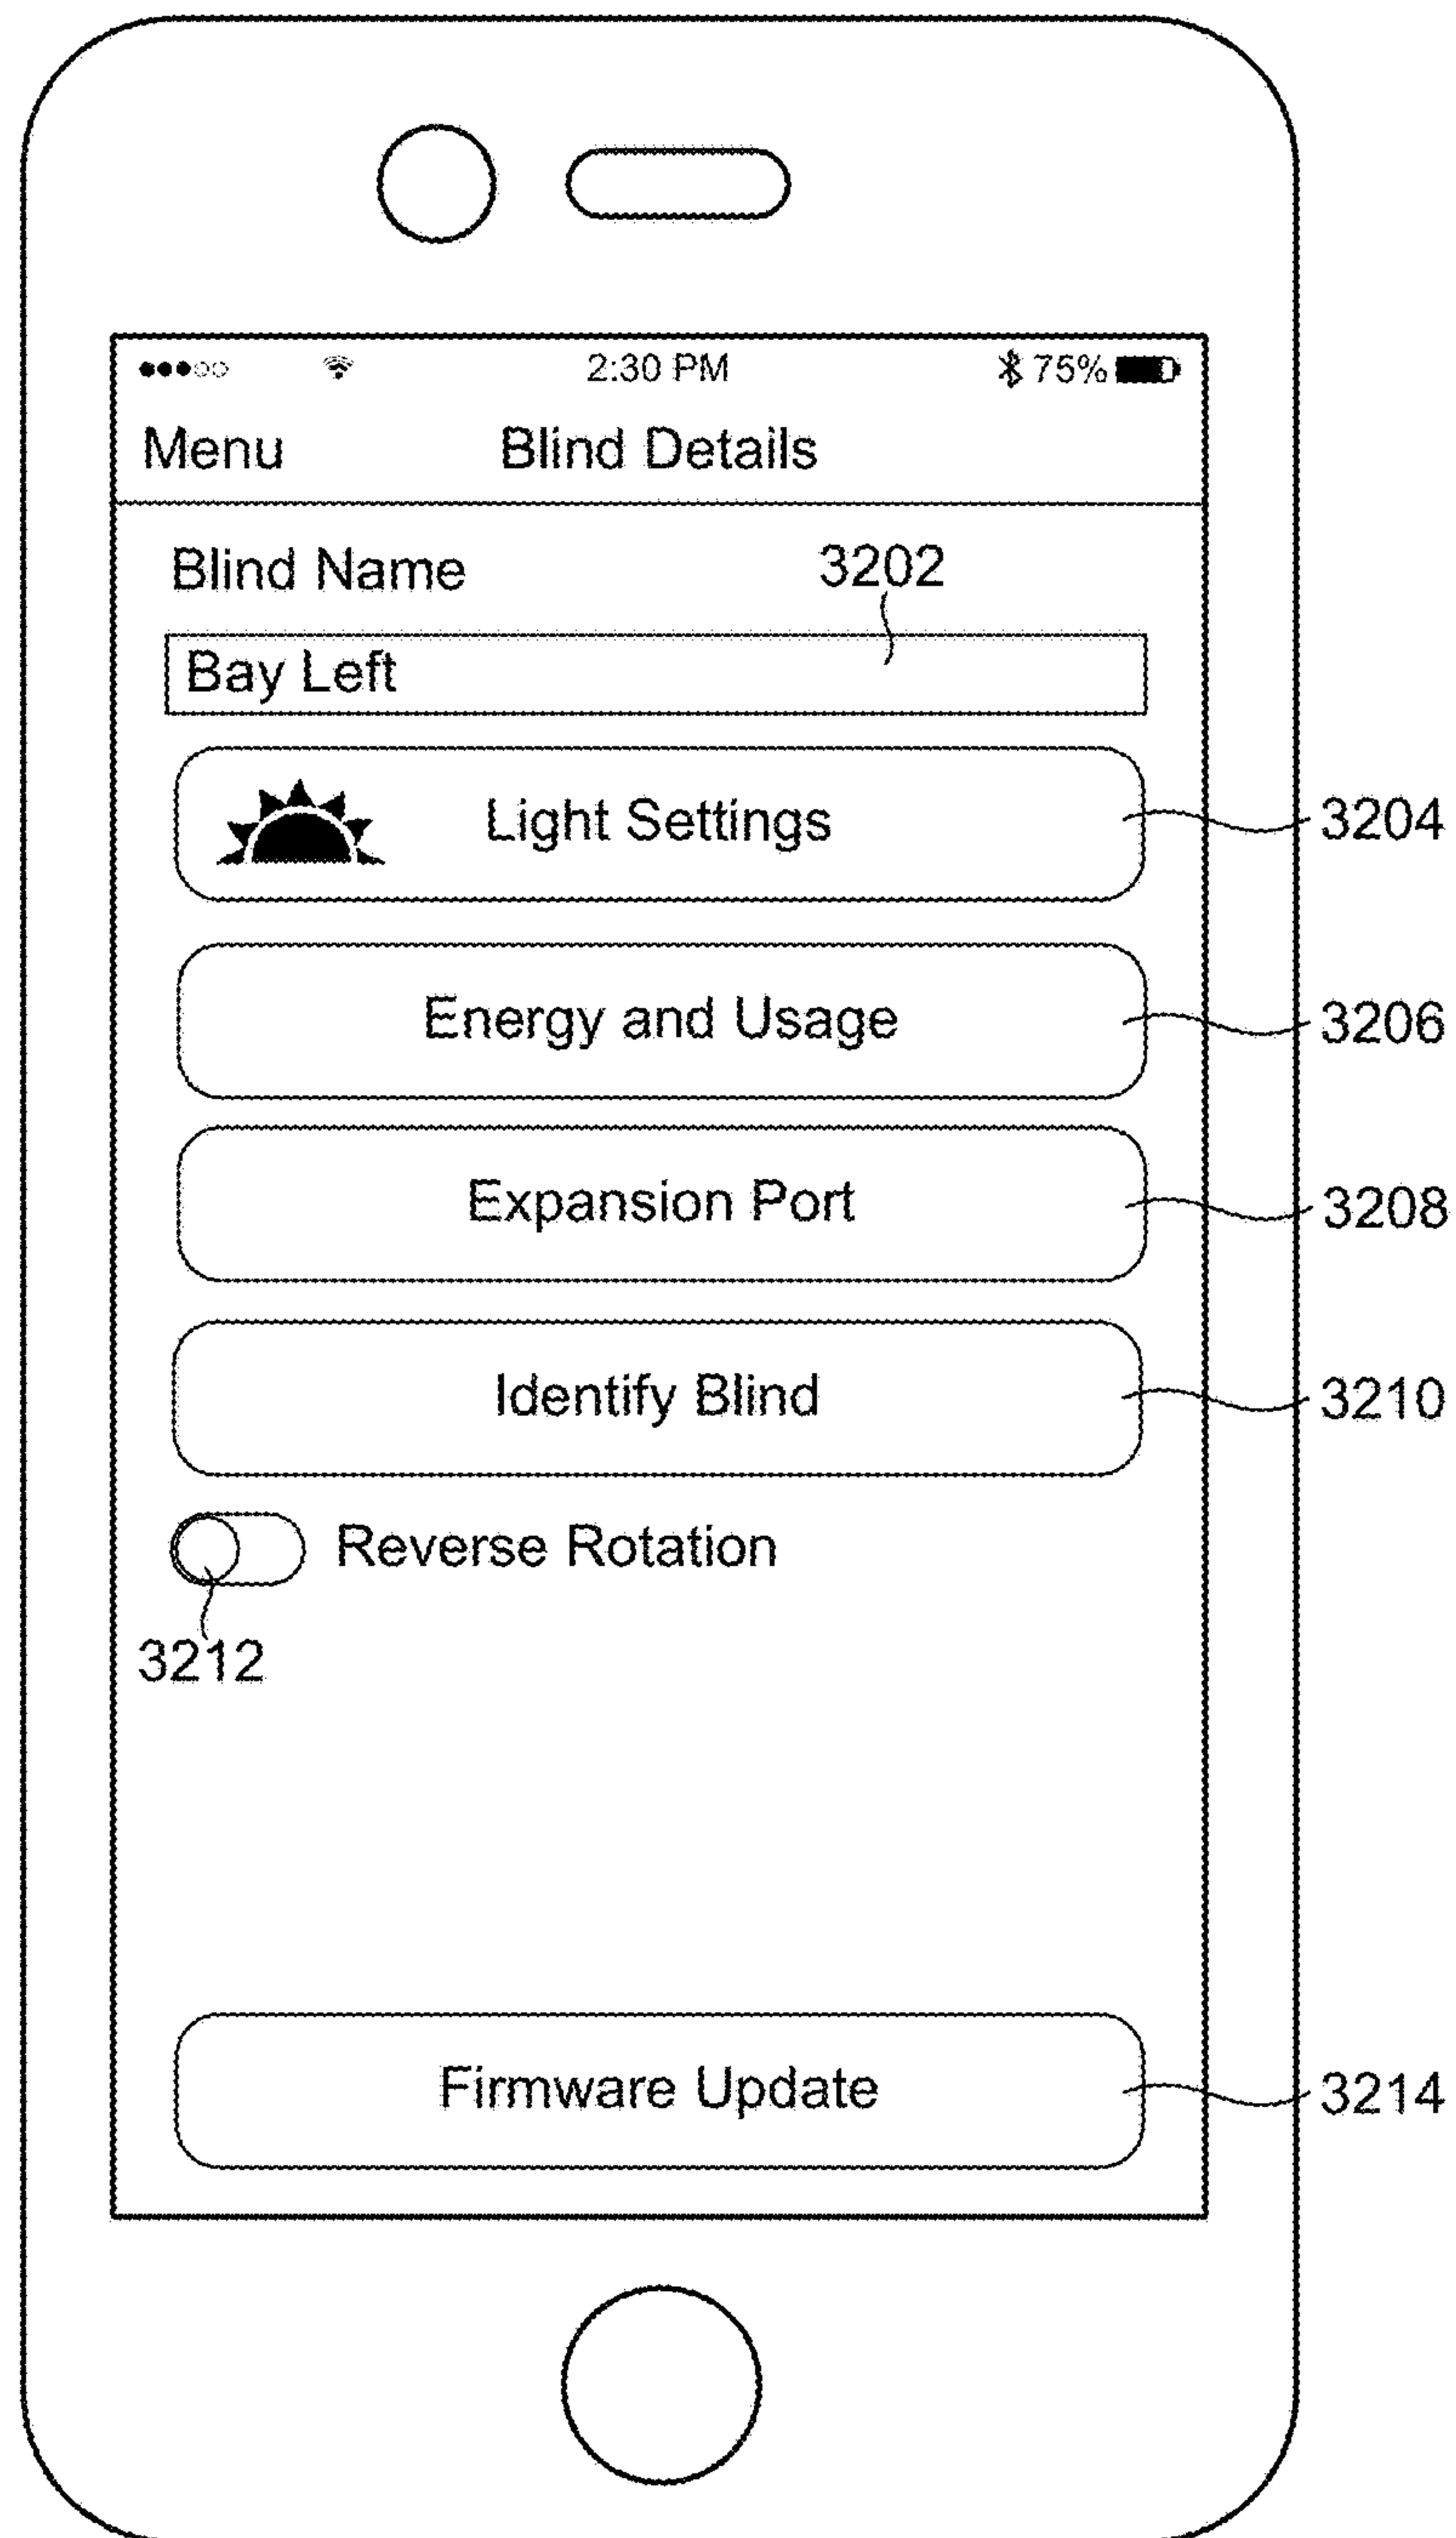 2:30 PM 75%
Menu Blind Details
Blind Name 3202
Bay Left
Light Settings 3204
Energy and Usage 3206
Expansion Port 3208
Identify Blind 3210
Reverse Rotation
3212
Firmware Update 3214